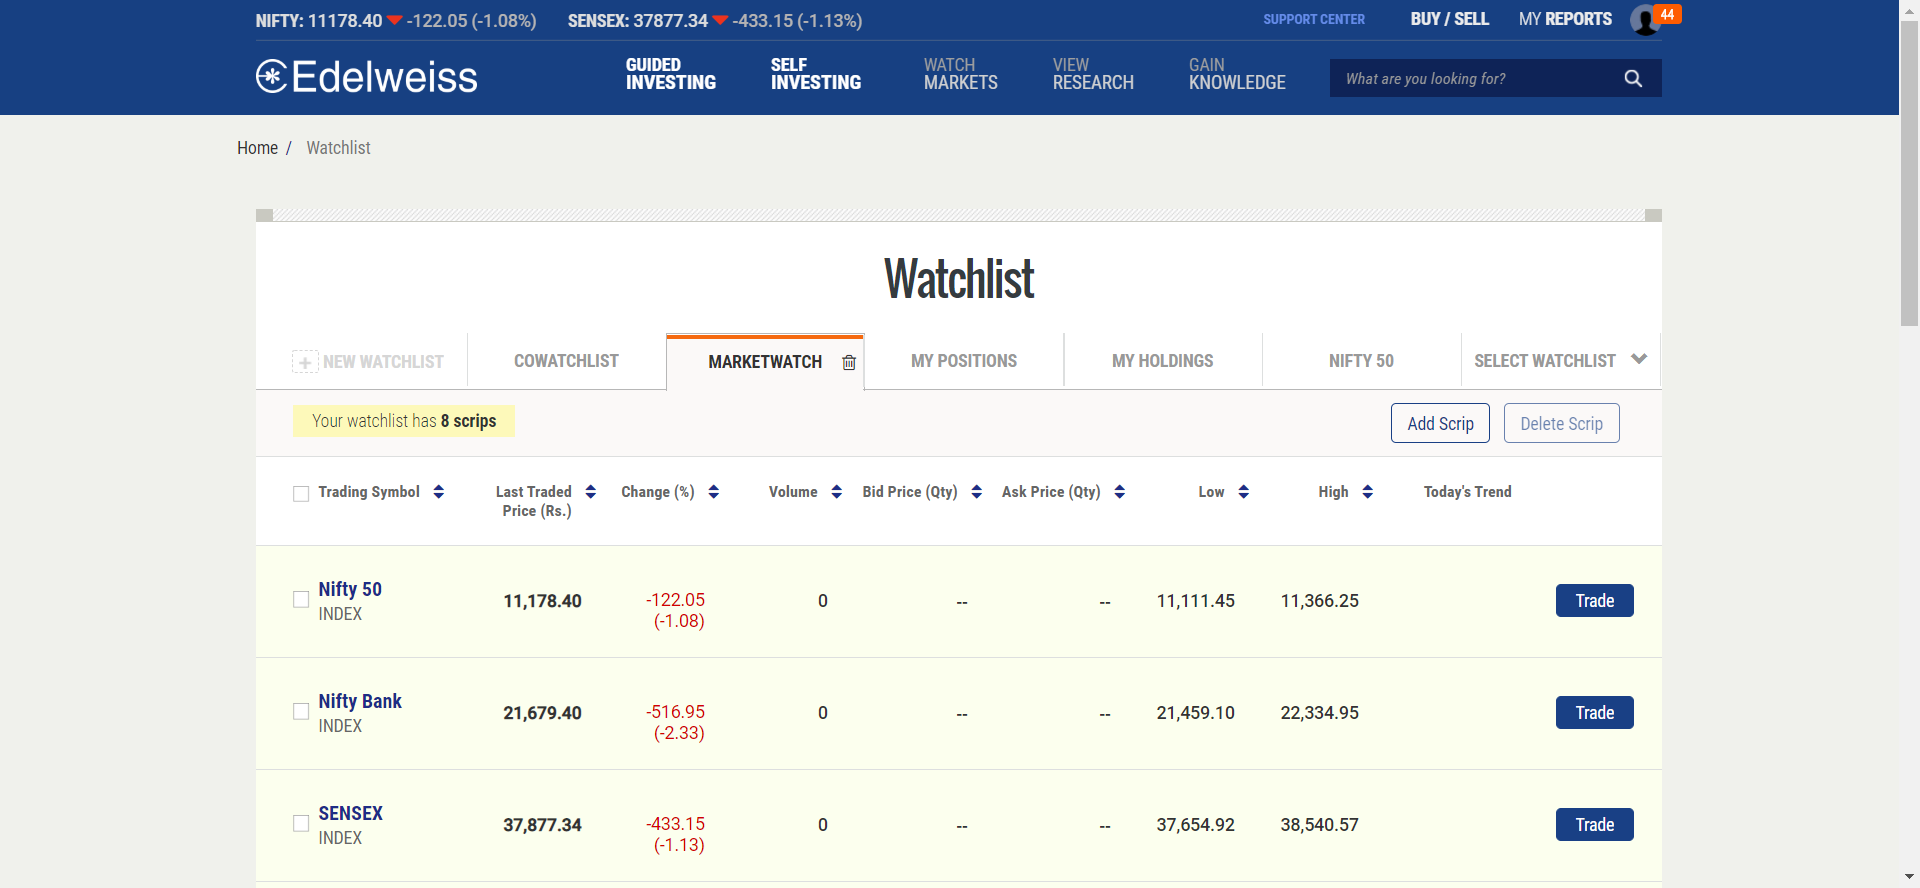 NIFTY: 11178.40 -122.05 (-1.08%) SENSEX: 37877.34 -433.15 (-1.13%) SUPPORT CENTER BUY / SELL MY REPORTS 44
Edelweiss
GUIDED
INVESTING
SELF
INVESTING
WATCH
MARKETS
VIEW
RESEARCH
GAIN
KNOWLEDGE
What are you looking for?
Home / Watchlist
Watchlist
NEW WATCHLIST COWATCHLIST MARKETWATCH MY POSITIONS MY HOLDINGS NIFTY 50 SELECT WATCHLIST
Your watchlist has 8 scrips Add Scrip Delete Scrip
Trading Symbol Last Traded Change (%) Volume Bid Price (Qty) Ask Price (Qty) Low High Today's Trend
Price (Rs.)
Nifty 50
INDEX
11,178.40
-122.05
(-1.08)
0 -- -- 11,111.45 11,366.25 Trade
Nifty Bank
INDEX
21,679.40
-516.95
(-2.33)
0 -- -- 21,459.10 22,334.95 Trade
SENSEX
INDEX
37,877.34
-433.15
(-1.13)
0 -- -- 37,654.92 38,540.57 Trade